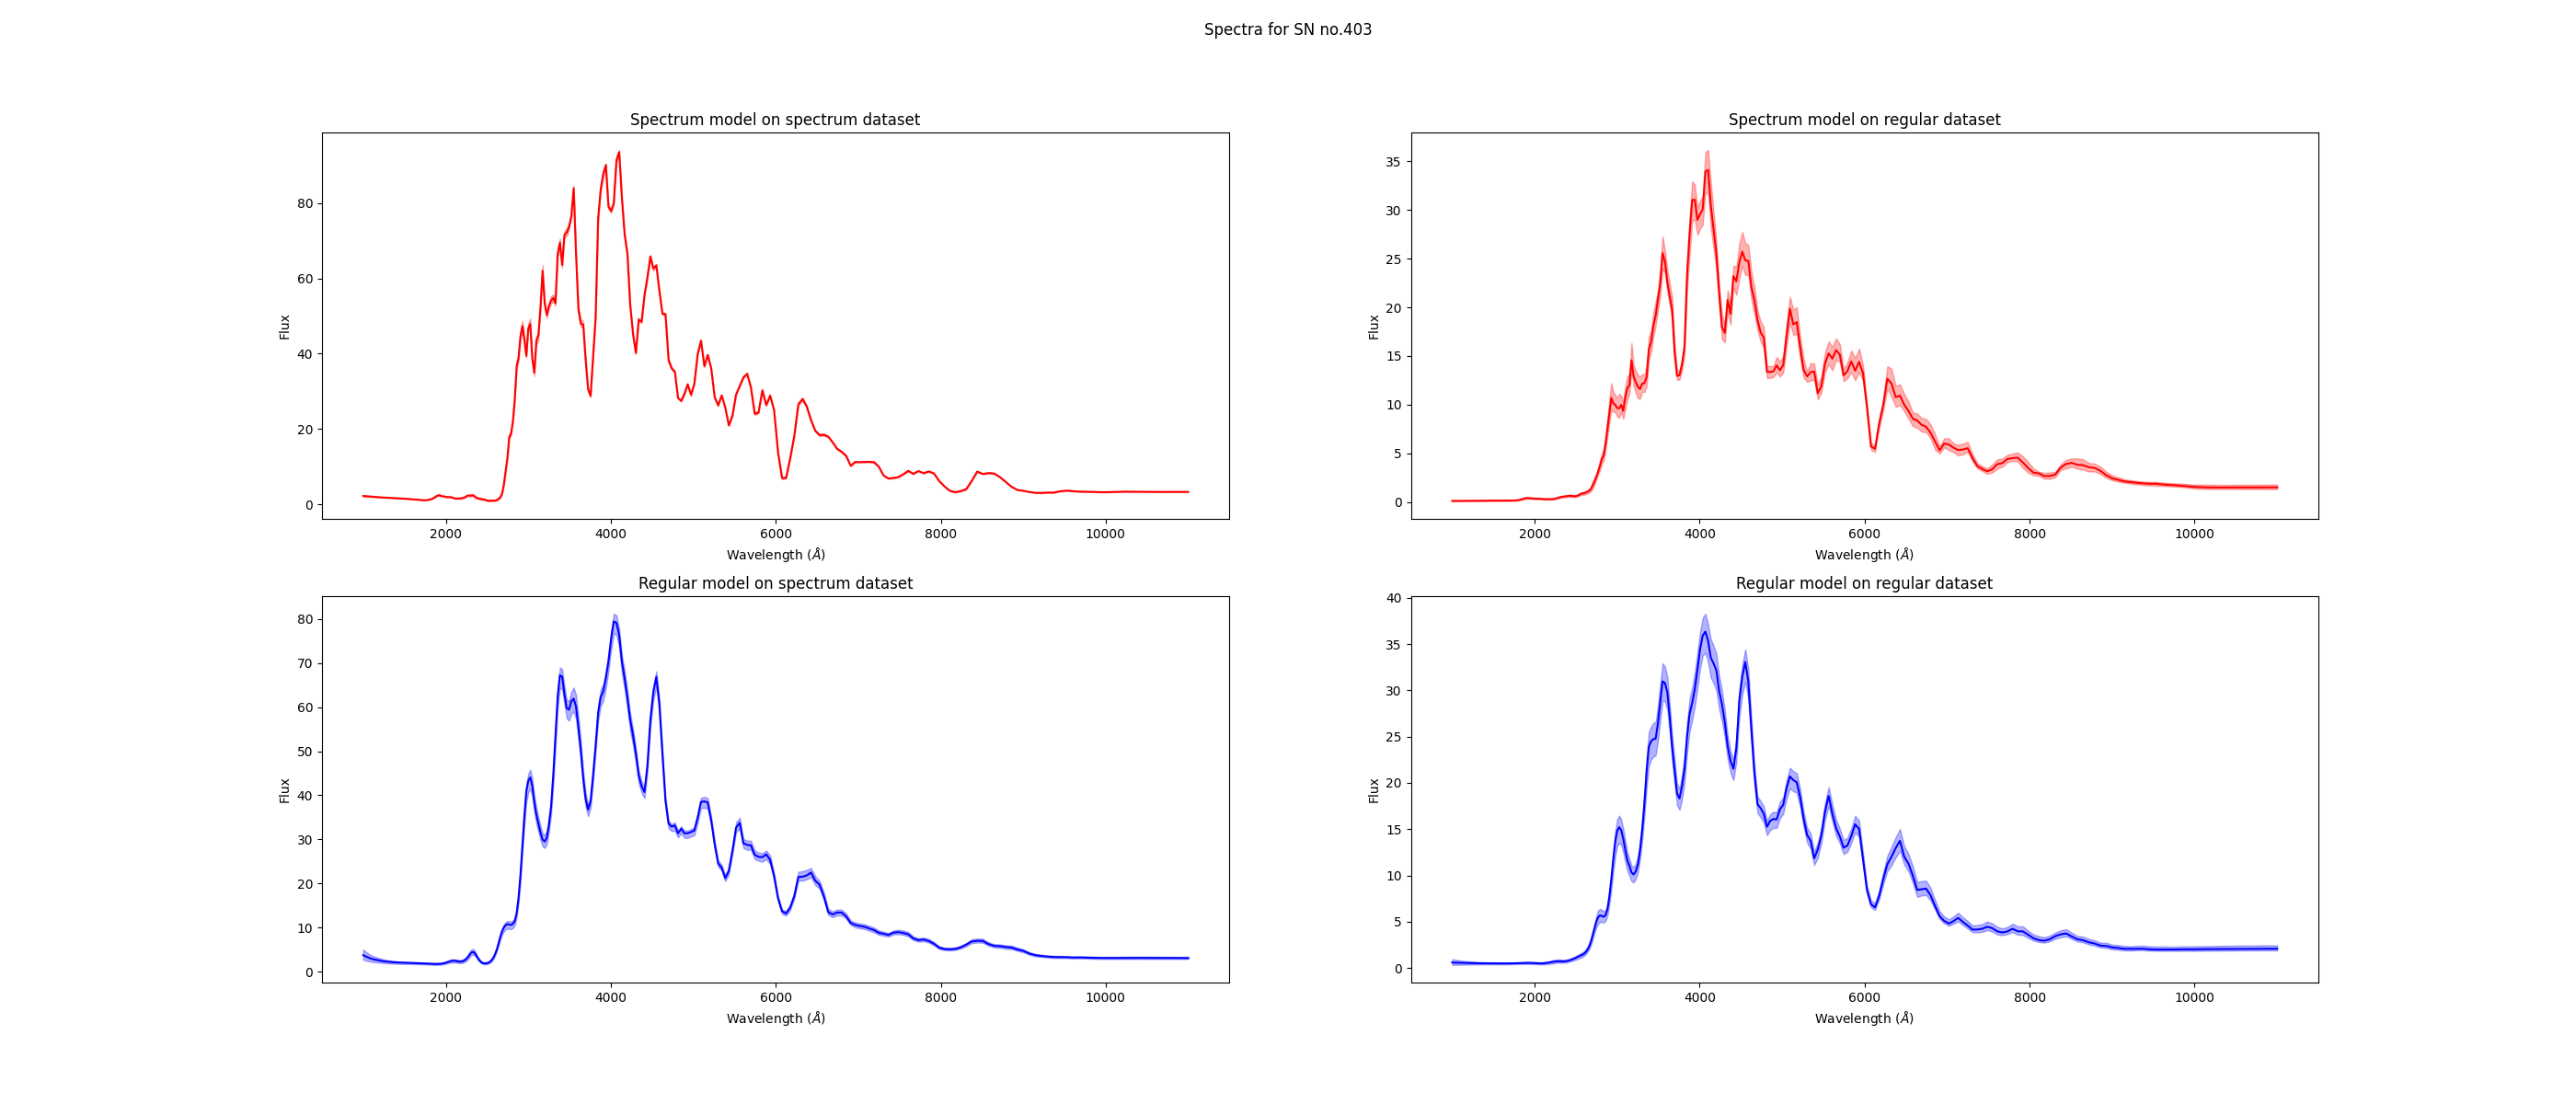 Spectra for SN no.403
Spectrum model on spectrum dataset
Flux
0
20
40
60
80
2000 4000 6000 8000 10000
Wavelength (Å)
Spectrum model on regular dataset
Flux
0
5
10
15
20
25
30
35
2000 4000 6000 8000 10000
Wavelength (Å)
Regular model on spectrum dataset
Flux
0
10
20
30
40
50
60
70
80
2000 4000 6000 8000 10000
Wavelength (Å)
Regular model on regular dataset
Flux
0
5
10
15
20
25
30
35
40
2000 4000 6000 8000 10000
Wavelength (Å)